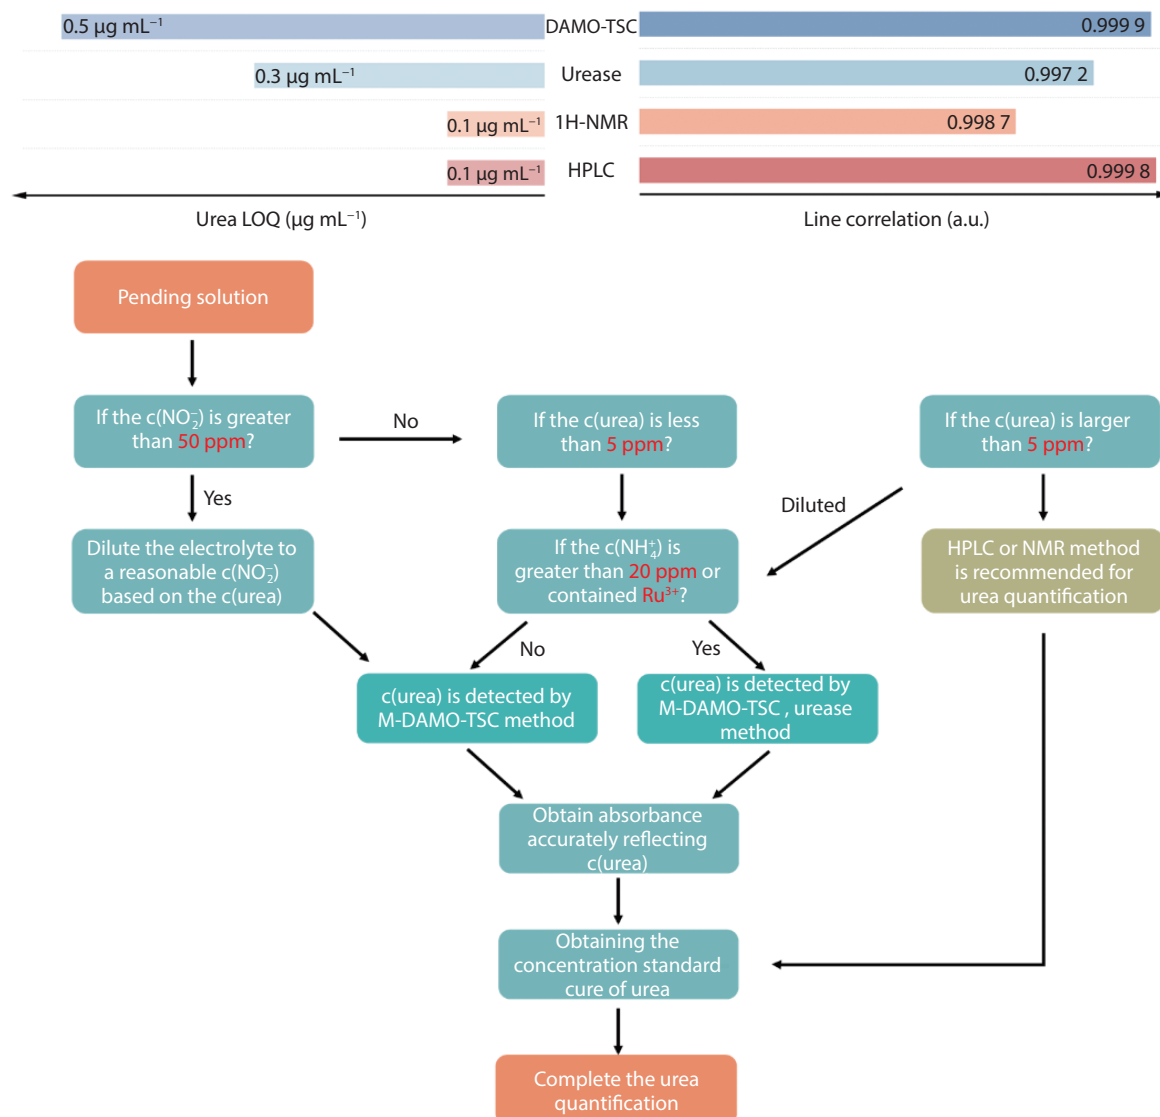 0.5 µg mL⁻¹ DAMO-TSC 0.999 9
0.3 µg mL⁻¹ Urease 0.997 2
0.1 µg mL⁻¹ 1H-NMR 0.998 7
0.1 µg mL⁻¹ HPLC 0.999 8
Urea LOQ (µg mL⁻¹) Line correlation (a.u.)
Pending solution
If the c(NO₂⁻) is greater
than 50 ppm?
No
If the c(urea) is less
than 5 ppm?
If the c(urea) is larger
than 5 ppm?
Yes
Diluted
Dilute the electrolyte to
a reasonable c(NO₂⁻)
based on the c(urea)
If the c(NH₄⁺) is
greater than 20 ppm or
contained Ru³⁺?
HPLC or NMR method
is recommended for
urea quantification
No
Yes
c(urea) is detected by
M-DAMO-TSC method
c(urea) is detected by
M-DAMO-TSC , urease
method
Obtain absorbance
accurately reflecting
c(urea)
Obtaining the
concentration standard
cure of urea
Complete the urea
quantification